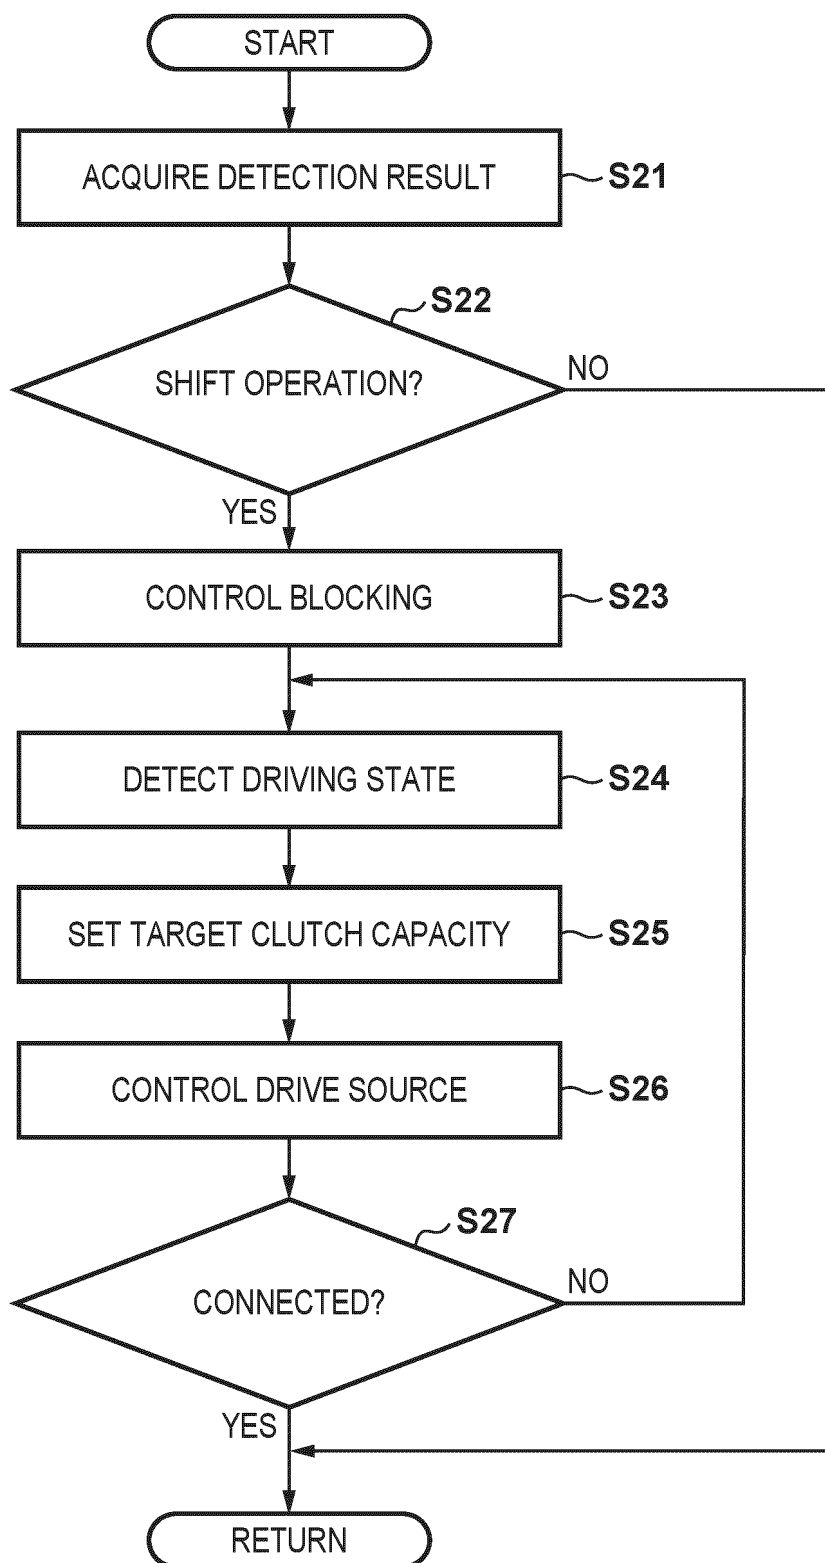 START
ACQUIRE DETECTION RESULT
S21
S22
SHIFT OPERATION?
NO
YES
CONTROL BLOCKING
S23
DETECT DRIVING STATE
S24
SET TARGET CLUTCH CAPACITY
S25
CONTROL DRIVE SOURCE
S26
S27
CONNECTED?
NO
YES
RETURN